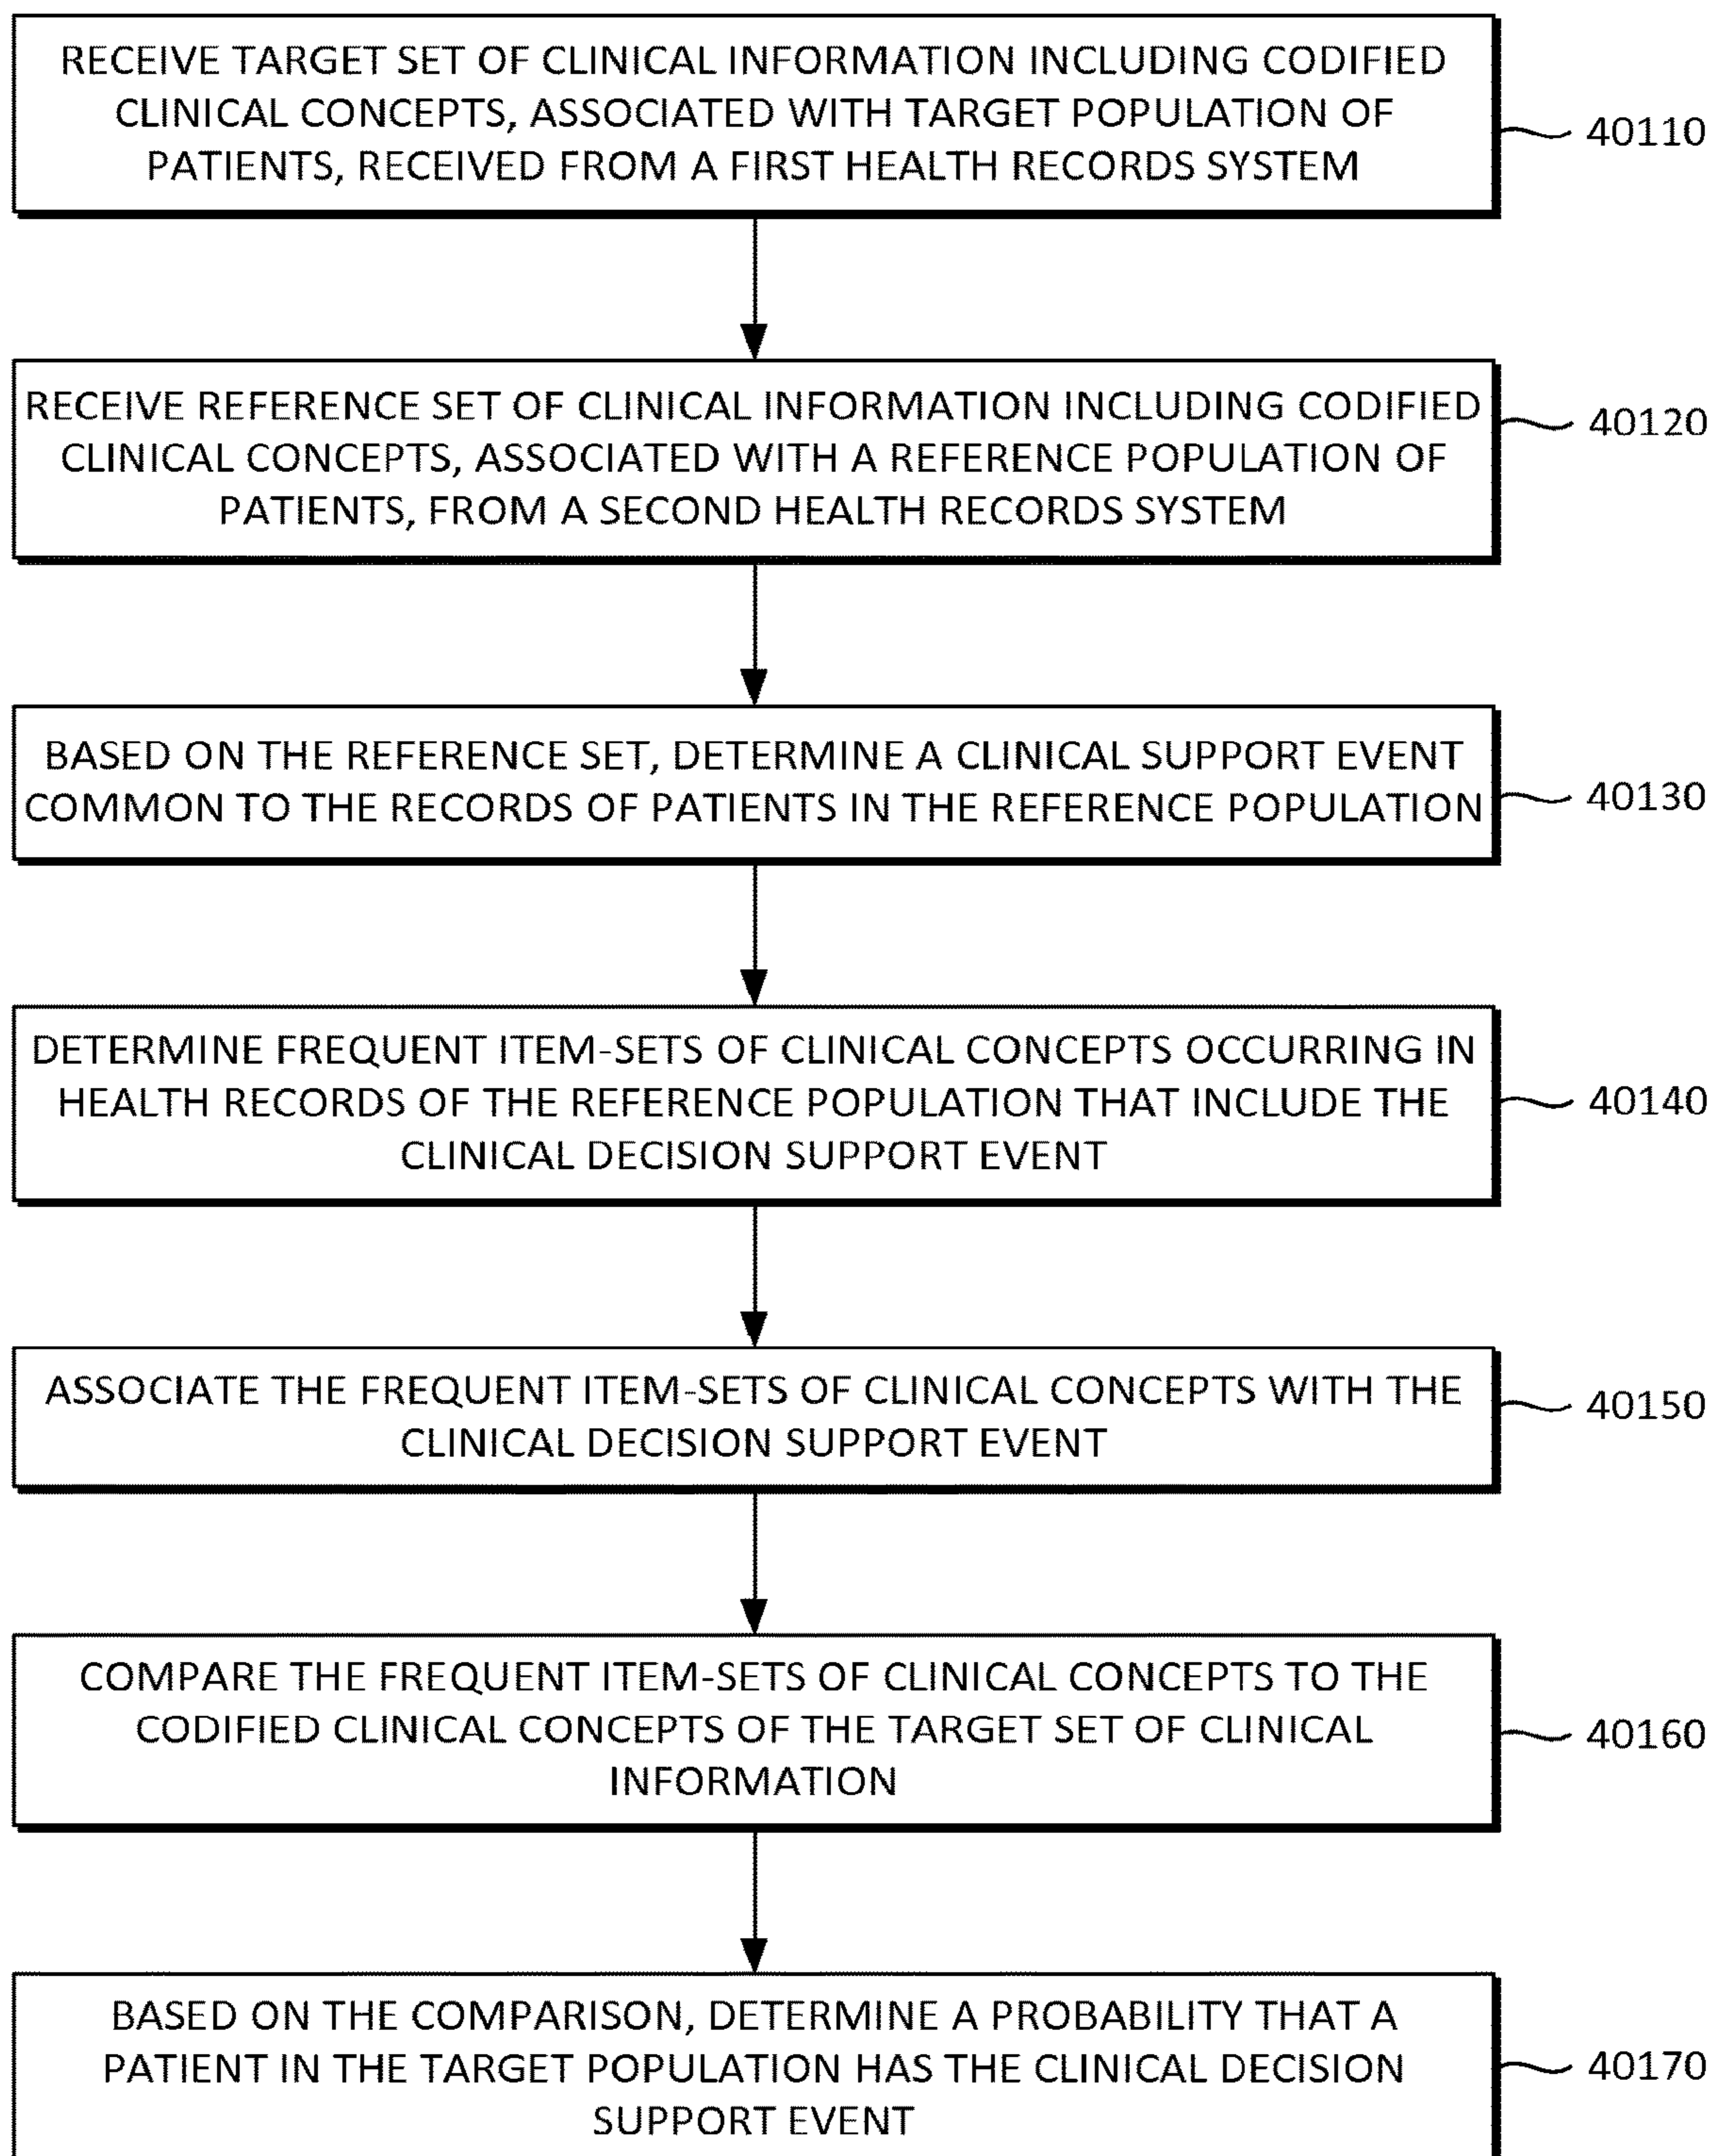 RECEIVE TARGET SET OF CLINICAL INFORMATION INCLUDING CODIFIED
CLINICAL CONCEPTS, ASSOCIATED WITH TARGET POPULATION OF
PATIENTS, RECEIVED FROM A FIRST HEALTH RECORDS SYSTEM
40110
RECEIVE REFERENCE SET OF CLINICAL INFORMATION INCLUDING CODIFIED
CLINICAL CONCEPTS, ASSOCIATED WITH A REFERENCE POPULATION OF
PATIENTS, FROM A SECOND HEALTH RECORDS SYSTEM
40120
BASED ON THE REFERENCE SET, DETERMINE A CLINICAL SUPPORT EVENT
COMMON TO THE RECORDS OF PATIENTS IN THE REFERENCE POPULATION
40130
DETERMINE FREQUENT ITEM-SETS OF CLINICAL CONCEPTS OCCURRING IN
HEALTH RECORDS OF THE REFERENCE POPULATION THAT INCLUDE THE
CLINICAL DECISION SUPPORT EVENT
40140
ASSOCIATE THE FREQUENT ITEM-SETS OF CLINICAL CONCEPTS WITH THE
CLINICAL DECISION SUPPORT EVENT
40150
COMPARE THE FREQUENT ITEM-SETS OF CLINICAL CONCEPTS TO THE
CODIFIED CLINICAL CONCEPTS OF THE TARGET SET OF CLINICAL
INFORMATION
40160
BASED ON THE COMPARISON, DETERMINE A PROBABILITY THAT A
PATIENT IN THE TARGET POPULATION HAS THE CLINICAL DECISION
SUPPORT EVENT
40170